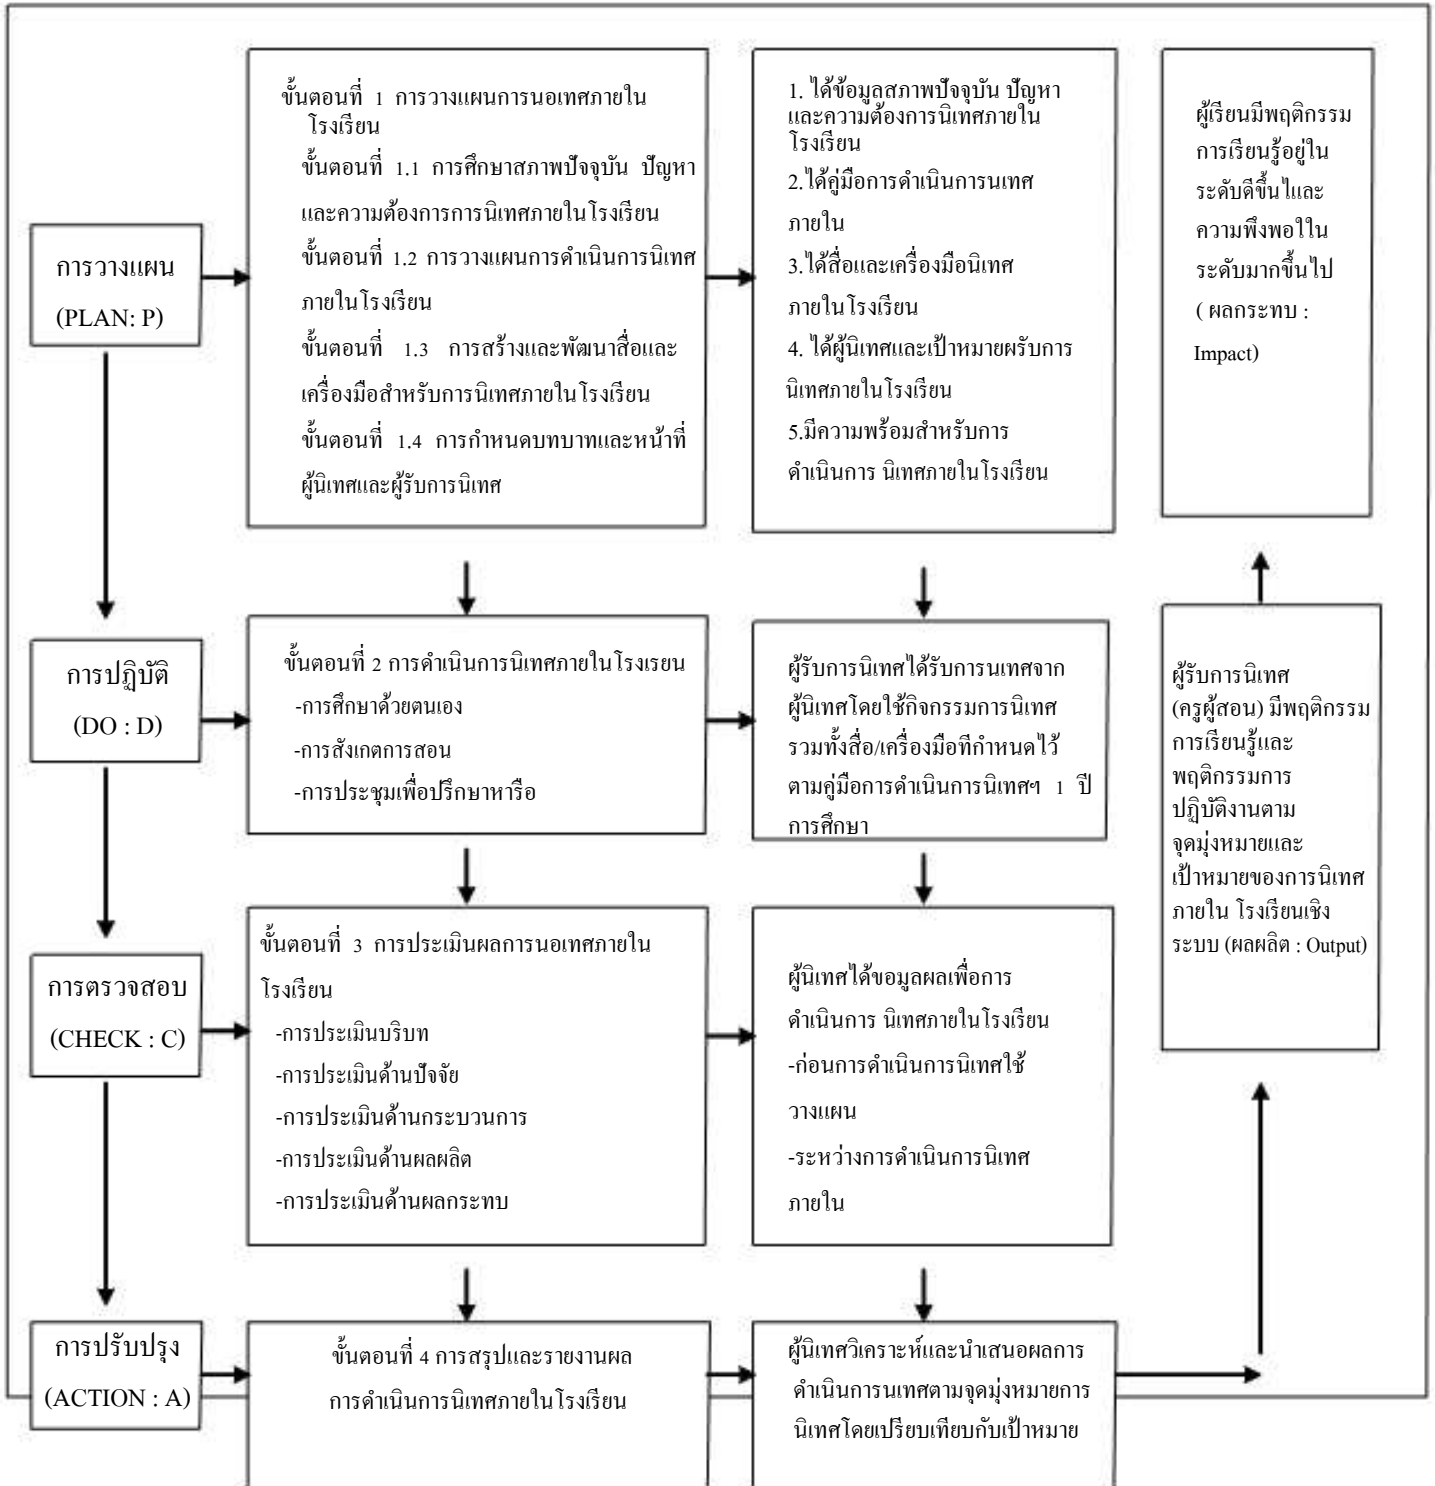 การวางแผน
(PLAN: P)
ขั้นตอนที่ 1 การวางแผนการนอเทศภายใน
โรงเรียน
ขั้นตอนที่ 1.1 การศึกษาสภาพปัจจุบัน ปัญหา
และความต้องการการนิเทศภายในโรงเรียน
ขั้นตอนที่ 1.2 การวางแผนการดำเนินการนิเทศ
ภายในโรงเรียน
ขั้นตอนที่ 1.3 การสร้างและพัฒนาสื่อและ
เครื่องมือสำหรับการนิเทศภายในโรงเรียน
ขั้นตอนที่ 1.4 การกำหนดบทบาทและหน้าที่
ผู้นิเทศและผู้รับการนิเทศ
1. ได้ข้อมูลสภาพปัจจุบัน ปัญหา
และความต้องการนิเทศภายใน
โรงเรียน
2.ได้คู่มือการดำเนินการนเทศ
ภายใน
3.ได้สื่อและเครื่องมือนิเทศ
ภายในโรงเรียน
4. ได้ผู้นิเทศและเป้าหมายผรับการ
นิเทศภายในโรงเรียน
5.มีความพร้อมสำหรับการ
ดำเนินการ นิเทศภายในโรงเรียน
ผู้เรียนมีพฤติกรรม
การเรียนรู้อยู่ใน
ระดับดีขึ้นไและ
ความพึงพอใใน
ระดับมากขึ้นไป
( ผลกระทบ :
Impact)
การปฏิบัติ
(DO : D)
ขั้นตอนที่ 2 การดำเนินการนิเทศภายในโรงเรยน
-การศึกษาค้วยตนเอง
-การสังเกตการสอน
-การประชุมเพื่อปรึกษาหารือ
ผู้รับการนิเทศได้รับการนเทศจาก
ผู้นิเทศโดยใช้กิจกรรมการนิเทศ
รวมทั้งสื่อ/เครื่องมือทีกำหนดไว้
ตามคู่มือการดำเนินการนิเทศฯ 1 ปี
การศึกษา
ผู้รับการนิเทศ
(ครูผู้สอน) มีพฤติกรรม
การเรียนรู้และ
พฤติกรรมการ
ปฏิบัติงานตาม
จุดมุ่งหมายและ
เป้าหมายของการนิเทศ
ภายใน โรงเรียนเชิง
ระบบ (ผลผลิต : Output)
การตรวจสอบ
(CHECK : C)
ขั้นตอนที่ 3 การประเมินผลการนอเทศภายใน
โรงเรียน
-การประเมินบริบท
-การประเมินด้านปัจจัย
-การประเมินด้านกระบวนการ
-การประเมินด้านผลผลิต
-การประเมินด้านผลกระทบ
ผู้นิเทศได้ขอมูลผลเพื่อการ
ดำเนินการ นิเทศภายในโรงเรียน
-ก่อนการดำเนินการนิเทศใช้
วางแผน
-ระหว่างการดำเนินการนิเทศ
ภายใน
การปรับปรุง
(ACTION : A)
ขั้นตอนที่ 4 การสรุปและรายงานผล
การดำเนินการนิเทศภายในโรงเรียน
ผู้นิเทศวิเคราะห์และนำเสนอผลการ
ดำเนินการนเทศตามจุดมุ่งหมายการ
นิเทศโดยเปรียบเทียบกับเป้าหมาย